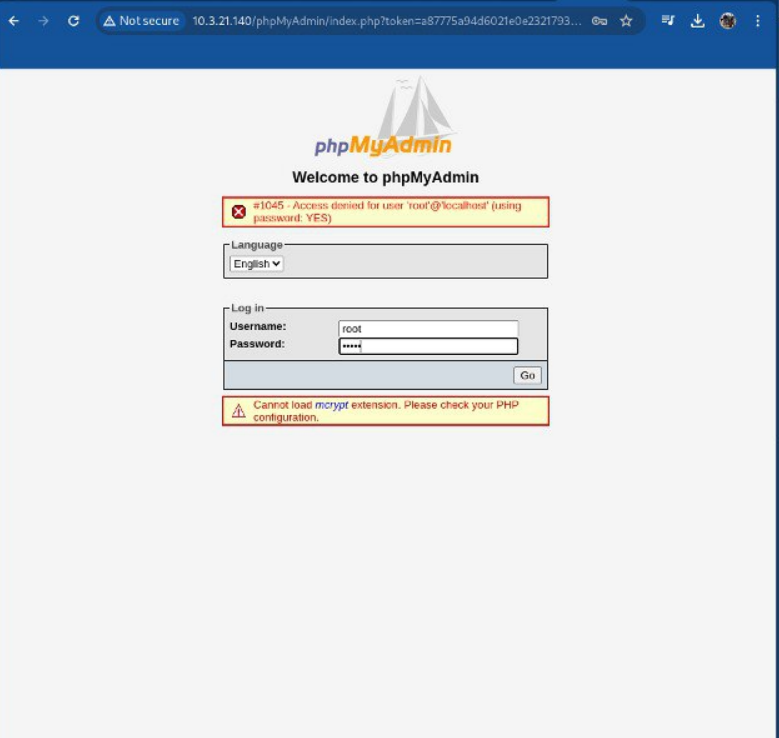 Not secure 10.3.21.140/phpMyAdmin/index.php?token=a87775a94d6021e0e2321793...
phpMyAdmin
Welcome to phpMyAdmin
#1045 - Access denied for user 'root'@'localhost' (using
password: YES)
Language
English
Log in
Username: root
Password: •••••
Go
Cannot load mcrypt extension. Please check your PHP
configuration.